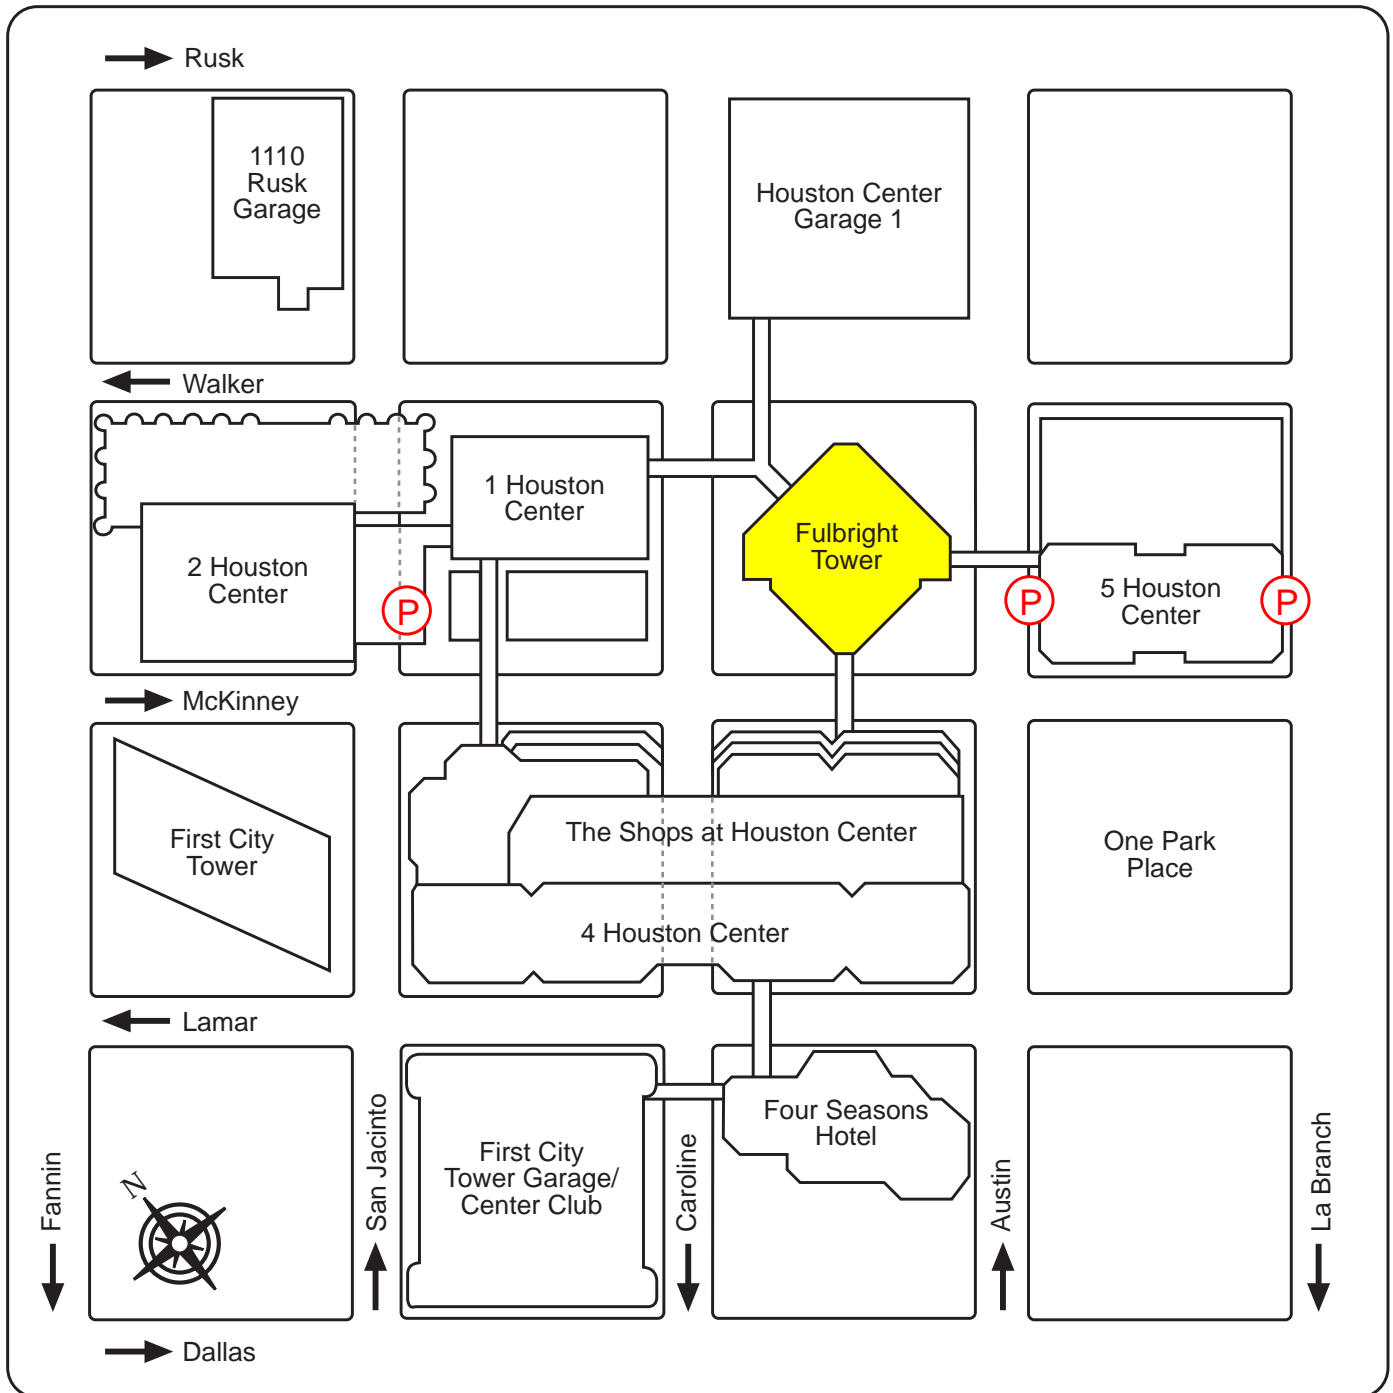 Rusk
1110
Rusk
Garage
Houston Center
Garage 1
Walker
1 Houston
Center
Fulbright
Tower
2 Houston
Center
5 Houston
Center
P
P
P
McKinney
First City
Tower
The Shops at Houston Center
One Park
Place
4 Houston Center
Lamar
Four Seasons
Hotel
First City
Tower Garage/
Center Club
N
Fannin
San Jacinto
Caroline
Austin
La Branch
Dallas